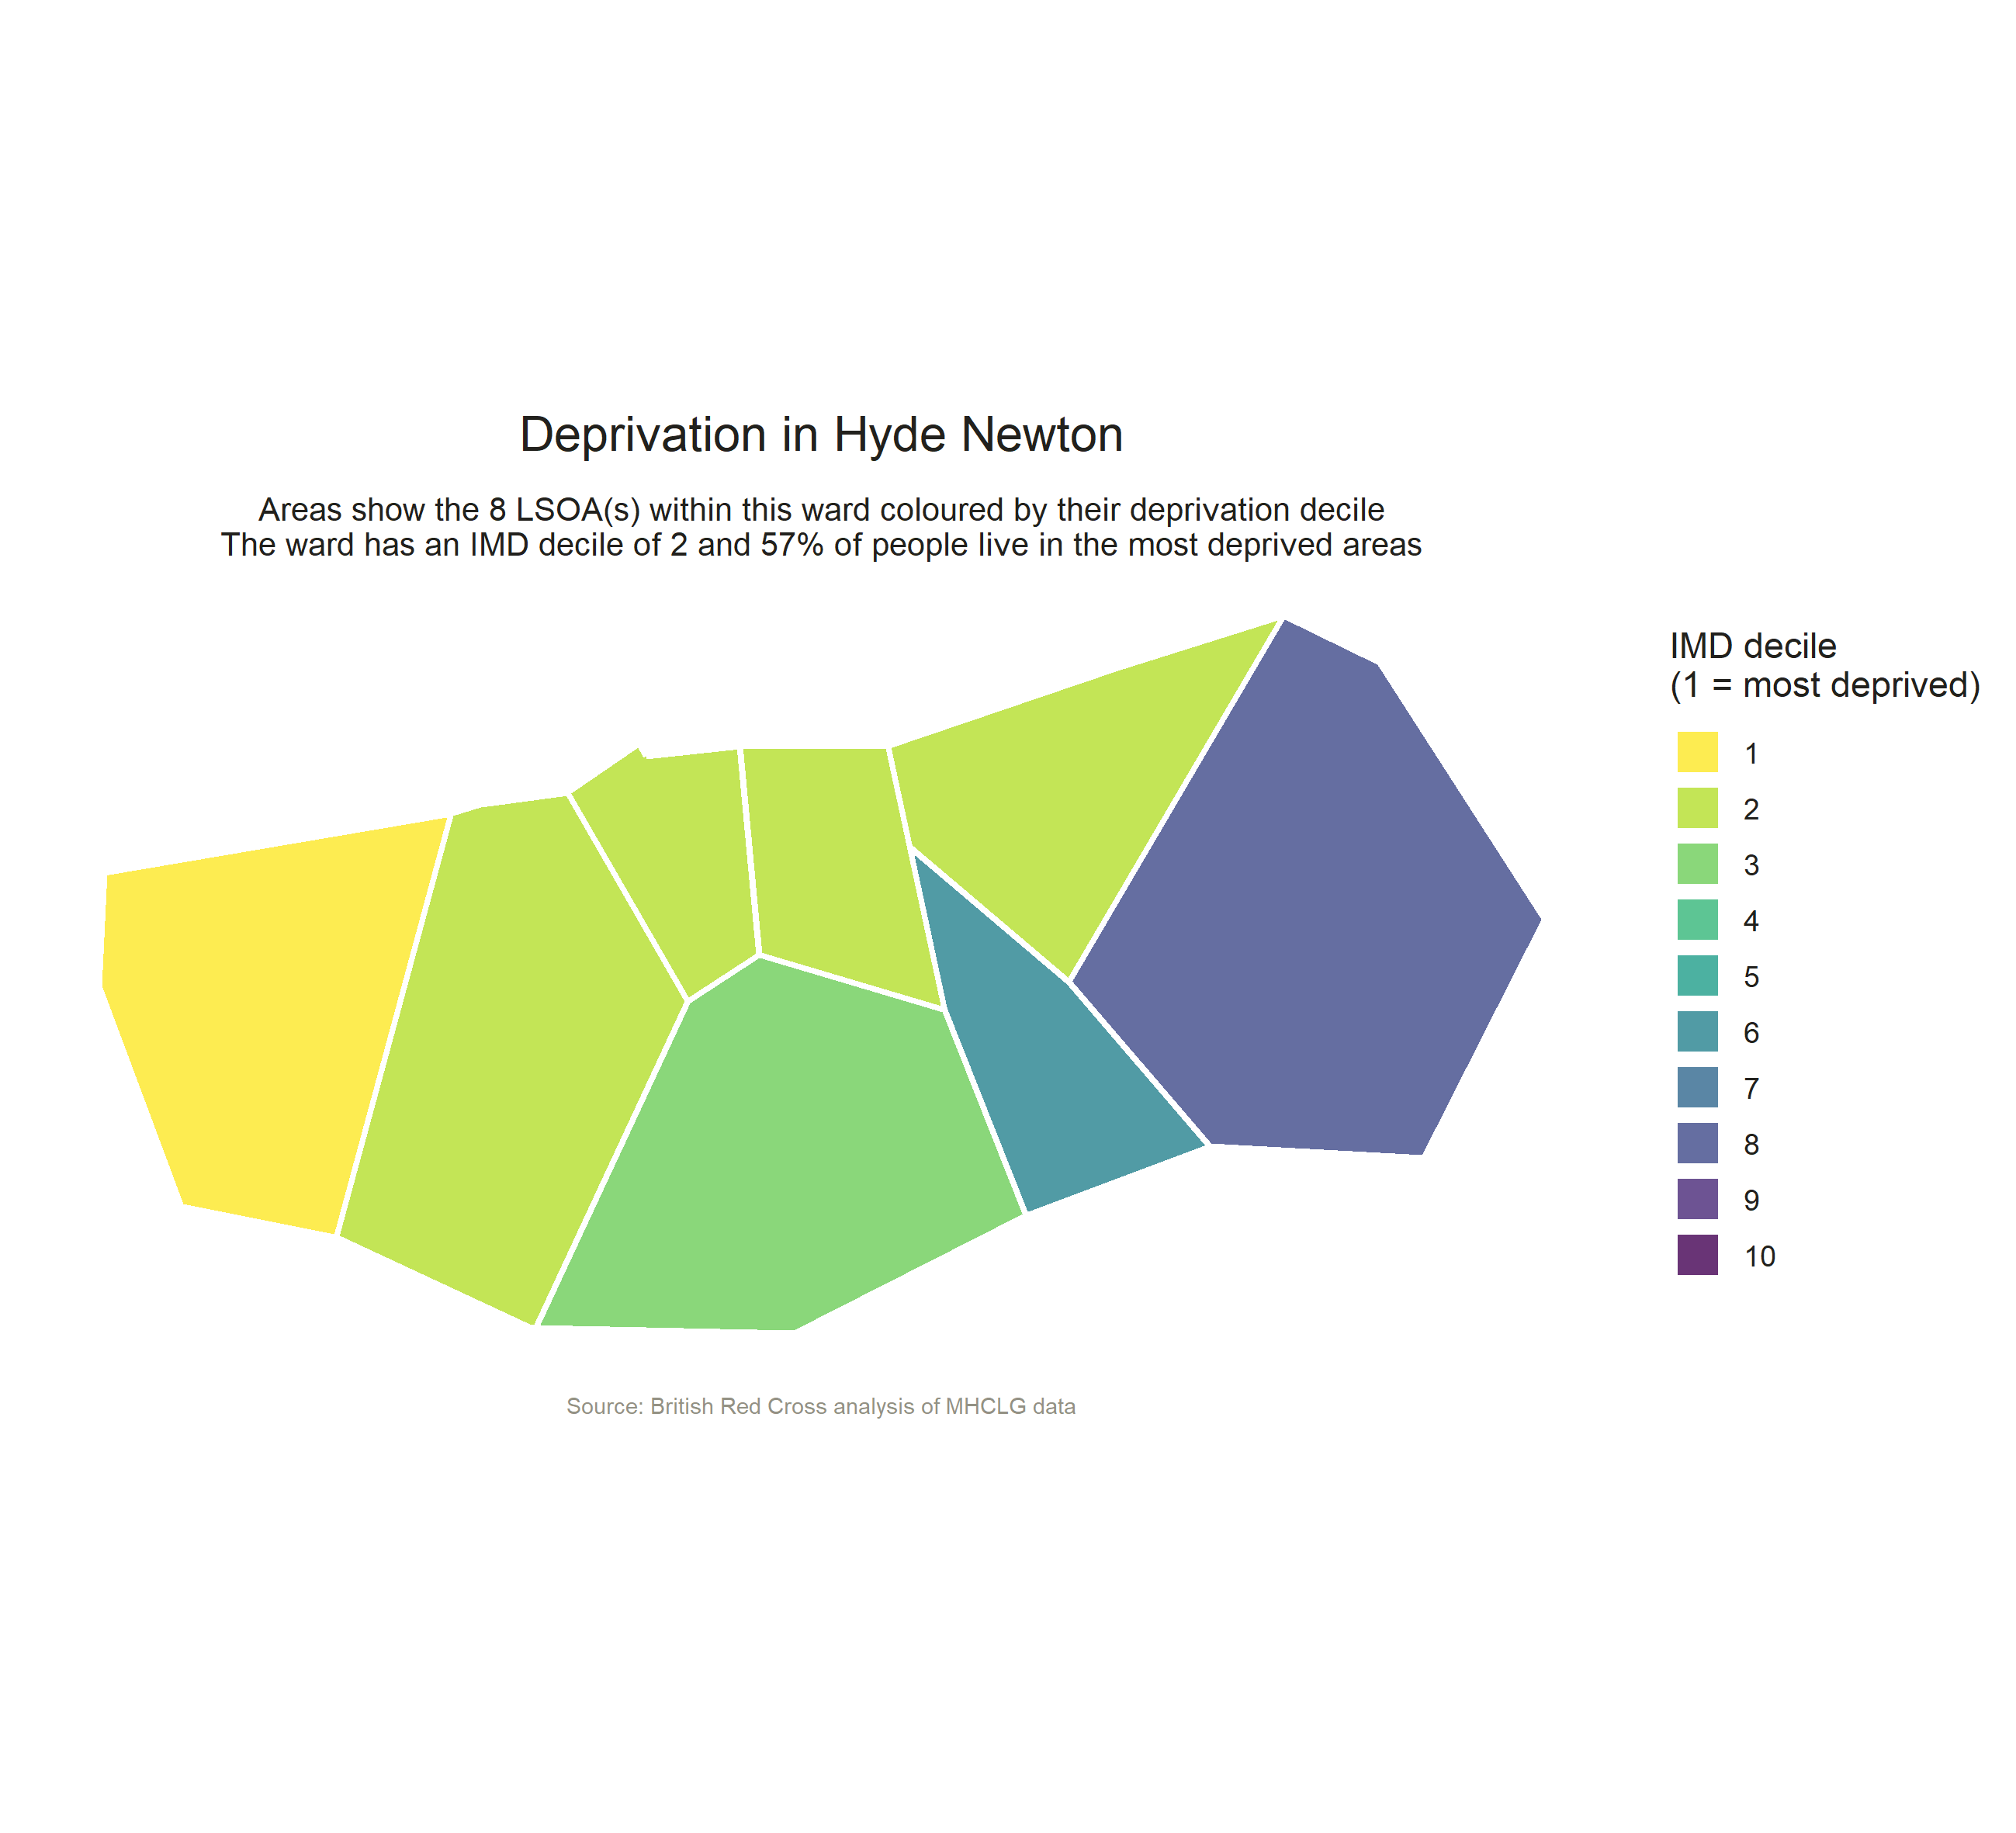 Deprivation in Hyde Newton
Areas show the 8 LSOA(s) within this ward coloured by their deprivation decile
The ward has an IMD decile of 2 and 57% of people live in the most deprived areas
IMD decile
(1 = most deprived)
1
2
3
4
5
6
7
8
9
10
Source: British Red Cross analysis of MHCLG data